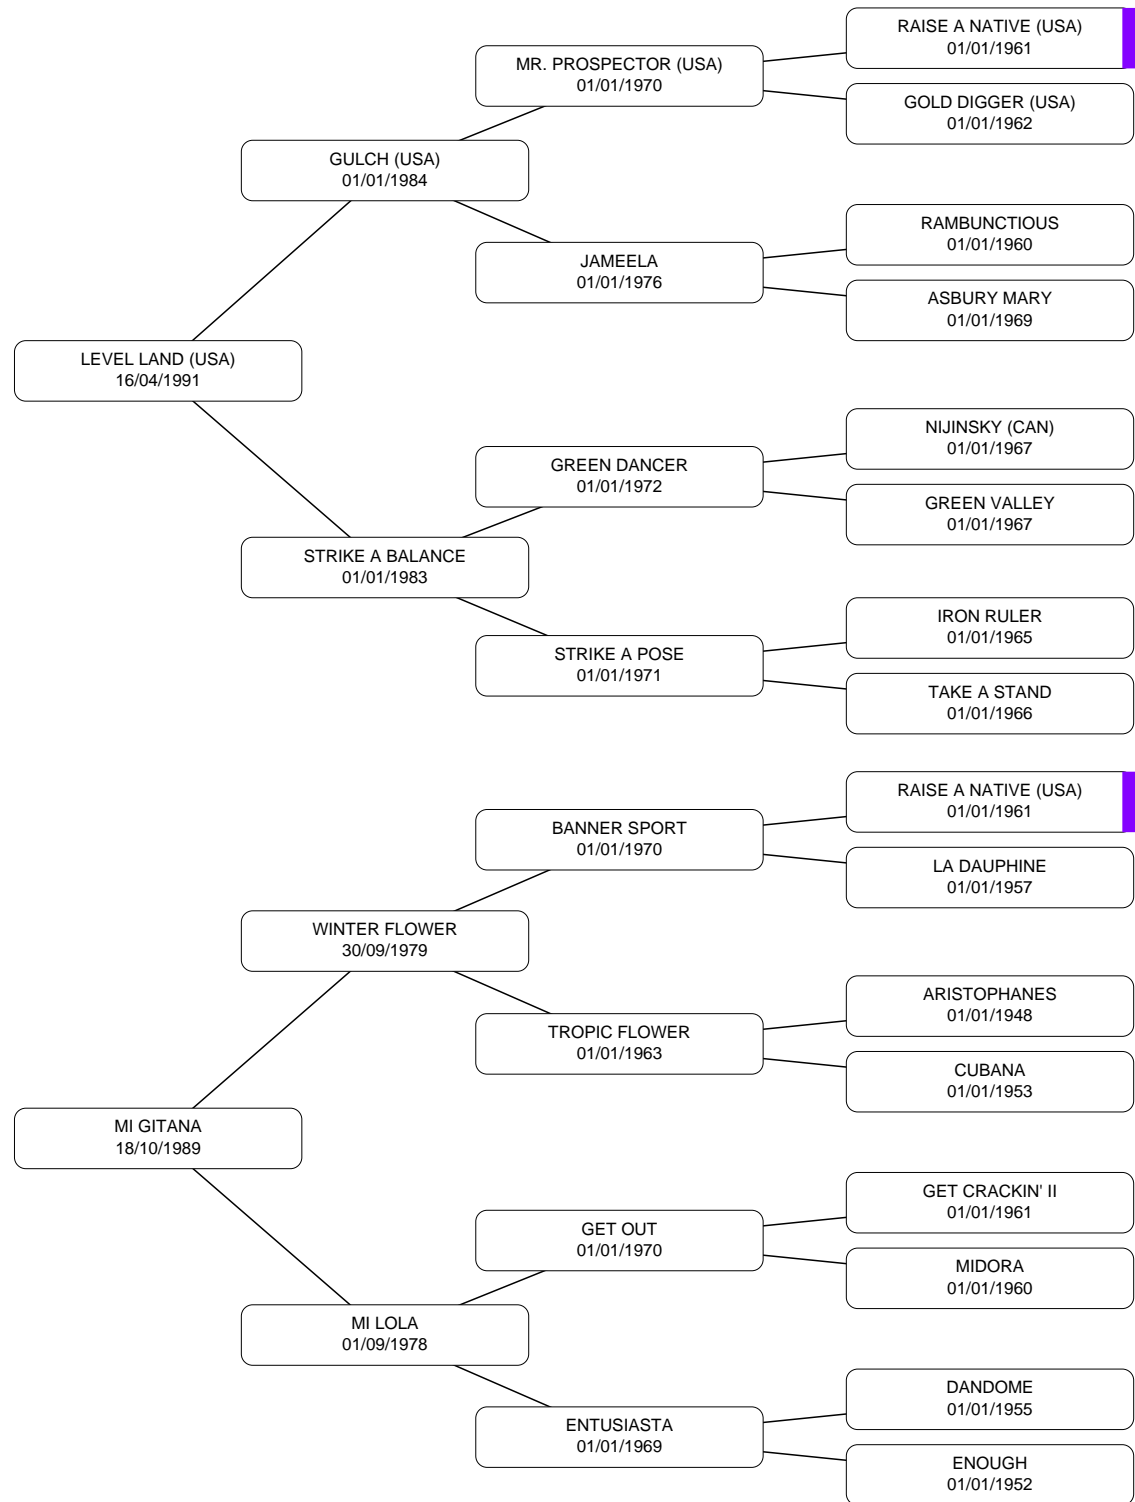 RAISE A NATIVE (USA)
01/01/1961
MR. PROSPECTOR (USA)
01/01/1970
GOLD DIGGER (USA)
01/01/1962
GULCH (USA)
01/01/1984
RAMBUNCTIOUS
01/01/1960
JAMEELA
01/01/1976
ASBURY MARY
01/01/1969
LEVEL LAND (USA)
16/04/1991
NIJINSKY (CAN)
01/01/1967
GREEN DANCER
01/01/1972
GREEN VALLEY
01/01/1967
STRIKE A BALANCE
01/01/1983
IRON RULER
01/01/1965
STRIKE A POSE
01/01/1971
TAKE A STAND
01/01/1966
RAISE A NATIVE (USA)
01/01/1961
BANNER SPORT
01/01/1970
LA DAUPHINE
01/01/1957
WINTER FLOWER
30/09/1979
ARISTOPHANES
01/01/1948
TROPIC FLOWER
01/01/1963
CUBANA
01/01/1953
MI GITANA
18/10/1989
GET CRACKIN' II
01/01/1961
GET OUT
01/01/1970
MIDORA
01/01/1960
MI LOLA
01/09/1978
DANDOME
01/01/1955
ENTUSIASTA
01/01/1969
ENOUGH
01/01/1952